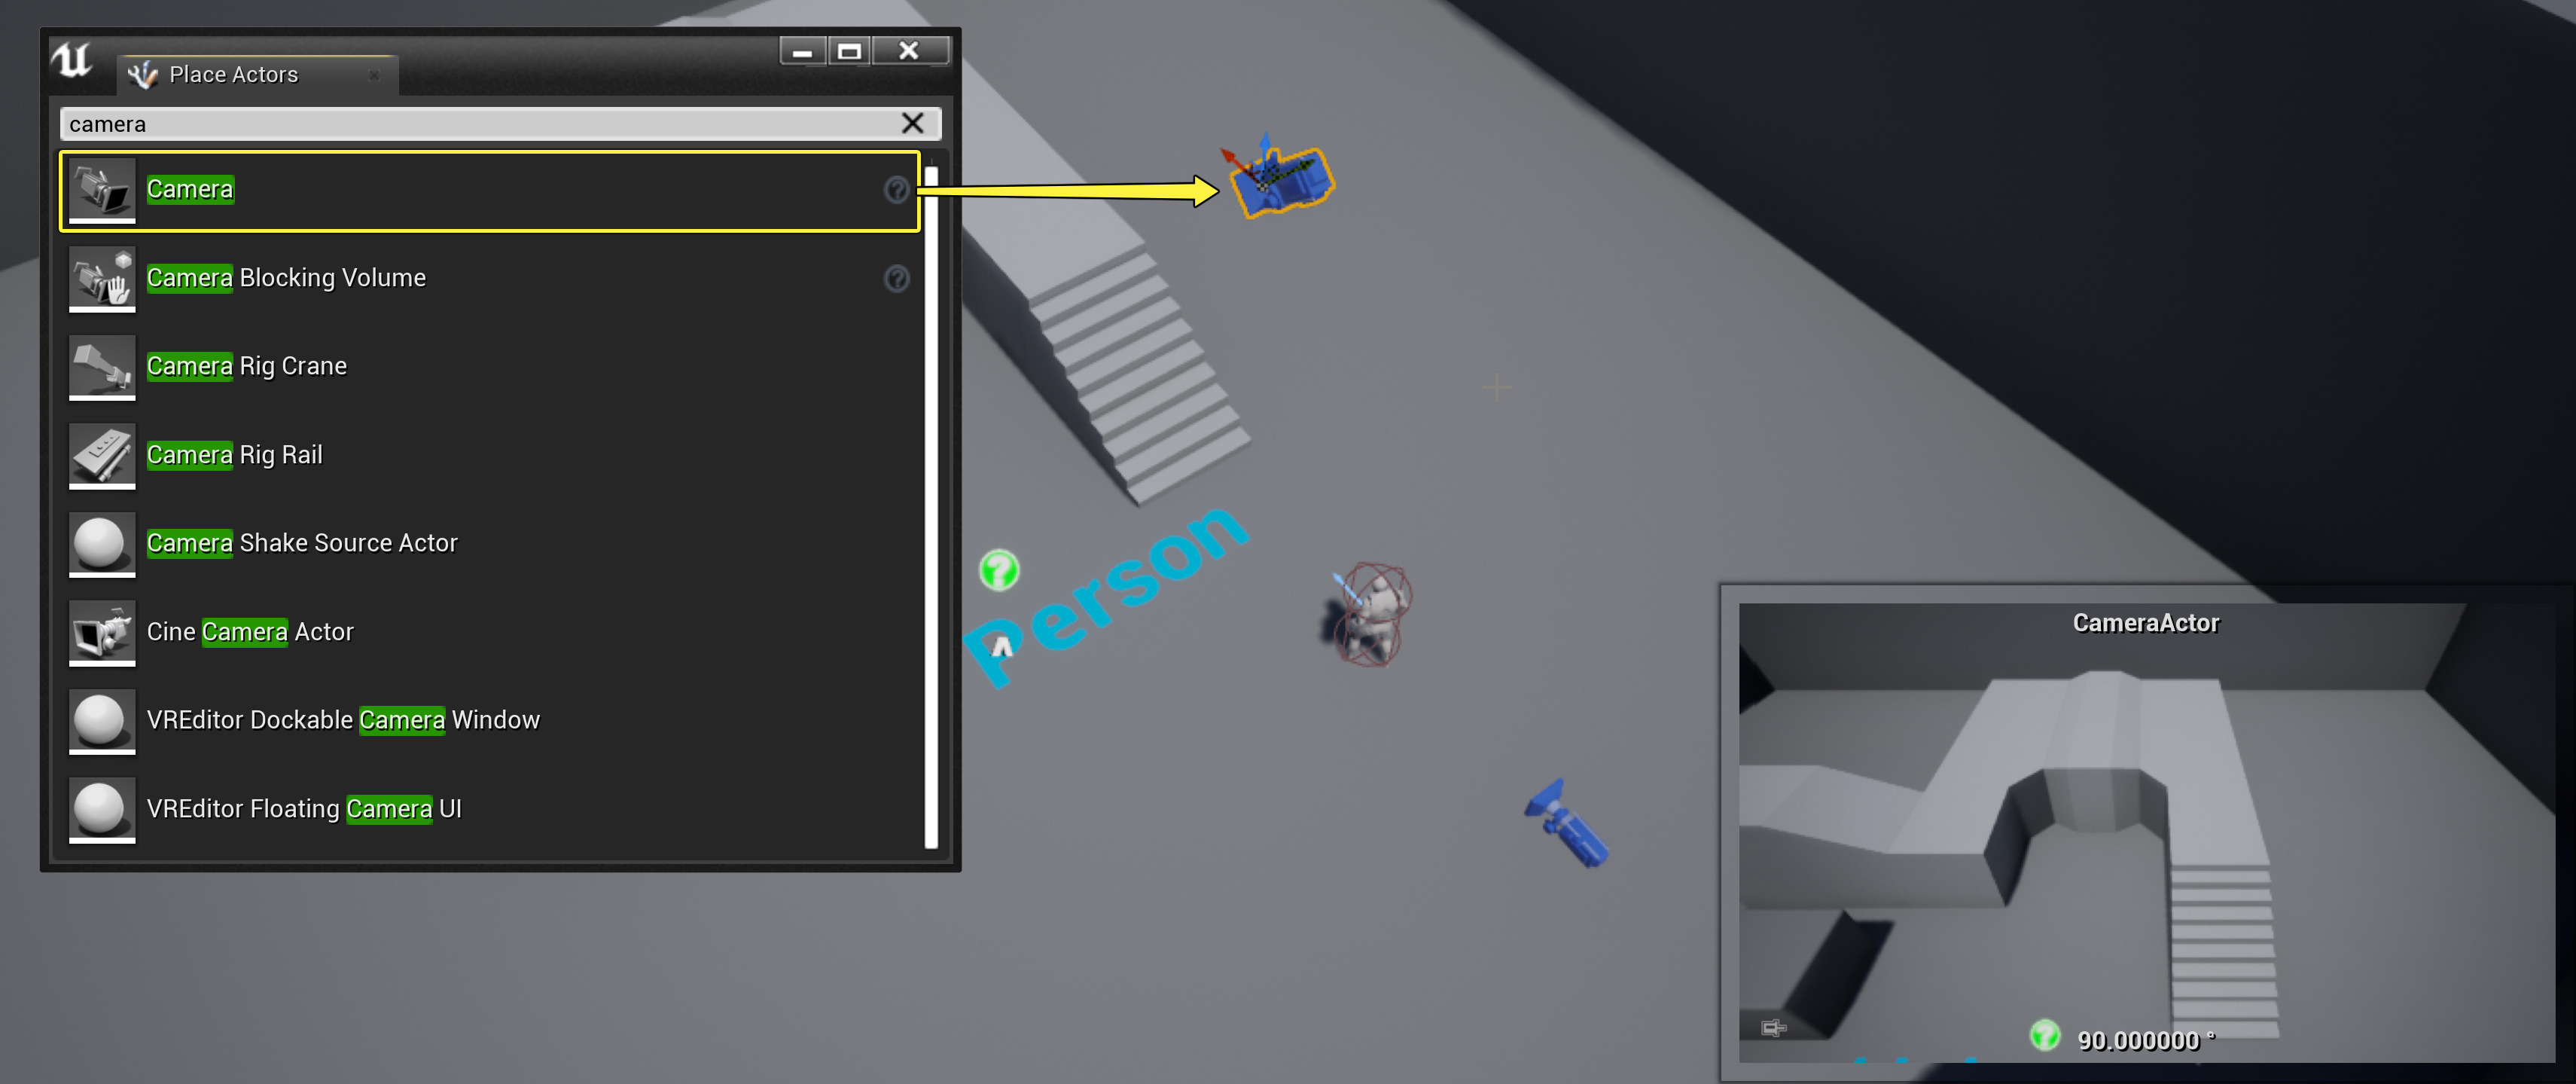 Place Actors
camera
Camera
Camera Blocking Volume
Camera Rig Crane
Camera Rig Rail
Camera Shake Source Actor
Cine Camera Actor
VREditor Dockable Camera Window
VREditor Floating Camera UI
Person
CameraActor
90.000000 °